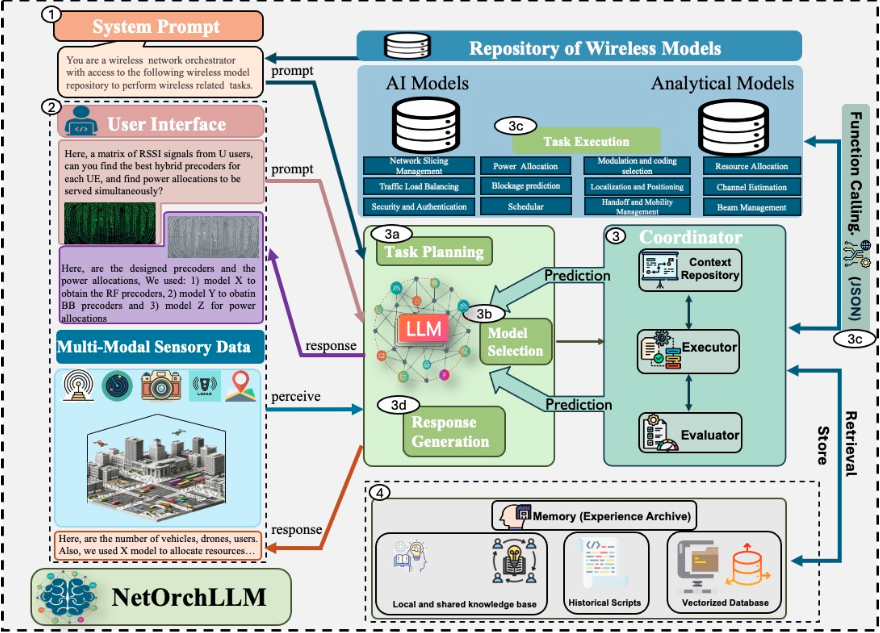 1
System Prompt
You are a wireless network orchestrator
with access to the following wireless model
repository to perform wireless related tasks.
prompt
2
User Interface
Here, a matrix of RSSI signals from U users,
can you find the best hybrid precoders for
each UE, and find power allocations to be
served simultaneously?
prompt
Here, are the designed precoders and the
power allocations, We used: 1) model X to
obtain the RF precoders, 2) model Y to obatin
BB precoders and 3) model Z for power
allocations
response
Multi-Modal Sensory Data
LIDAR
perceive
Here, are the number of vehicles, drones, users.
Also, we used X model to allocate resources…
response
NetOrchLLM
Repository of Wireless Models
AI Models
Analytical Models
3c
Task Execution
Network Slicing
Management
Power Allocation
Modulation and coding
selection
Resource Allocation
Traffic Load Balancing
Blockage prediction
Localization and Positioning
Channel Estimation
Security and Authentication
Schedular
Handoff and Mobility
Management
Beam Management
3a
Task Planning
LLM
3b
Model
Selection
3d
Response
Generation
Prediction
Prediction
3
Coordinator
Context
Repository
Executor
Evaluator
Function Calling.
(JSON)
3c
Retrieval
Store
4
Memory (Experience Archive)
Local and shared knowledge base
Historical Scripts
Vectorized Database